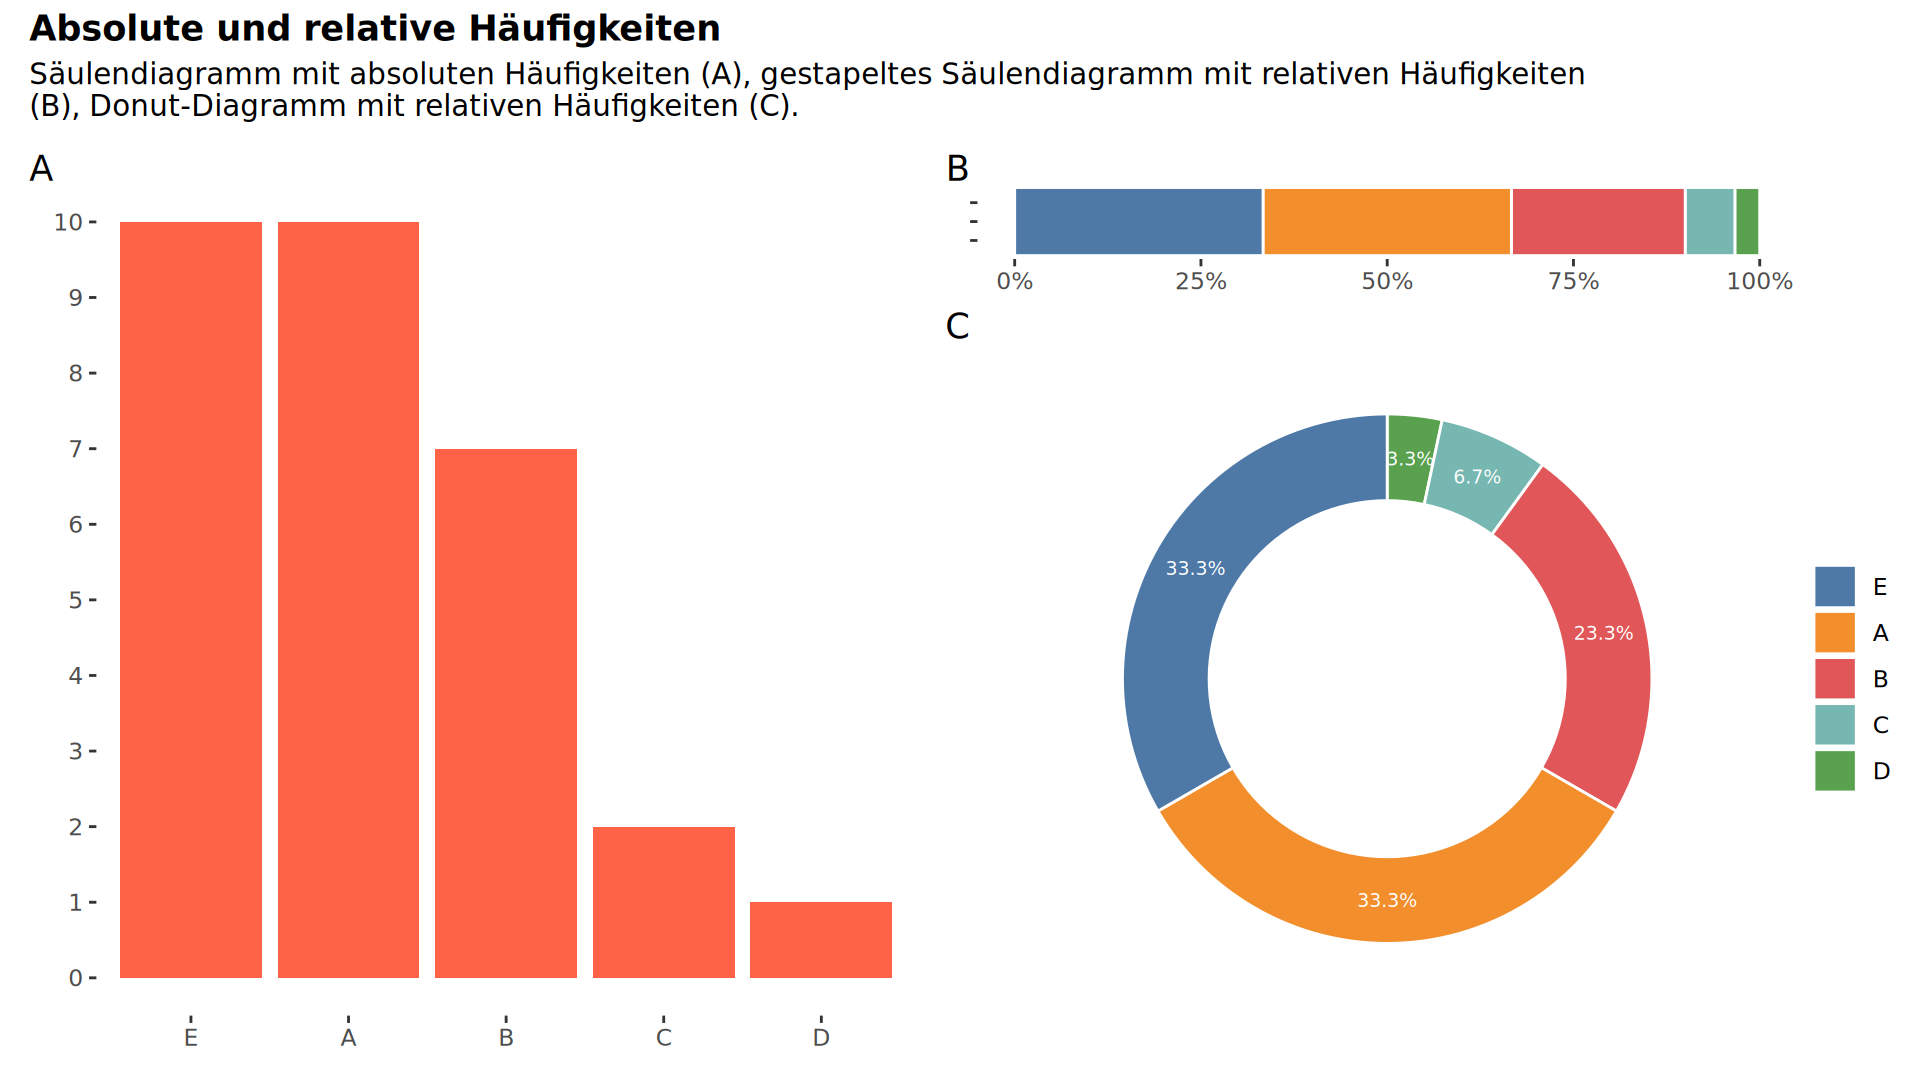 Absolute und relative Häufigkeiten
Säulendiagramm mit absoluten Häufigkeiten (A), gestapeltes Säulendiagramm mit relativen Häufigkeiten
(B), Donut-Diagramm mit relativen Häufigkeiten (C).
A
10
9
8
7
6
5
4
3
2
1
0
E A B C D
B
0% 25% 50% 75% 100%
C
3.3%
6.7%
33.3%
23.3%
33.3%
E
A
B
C
D